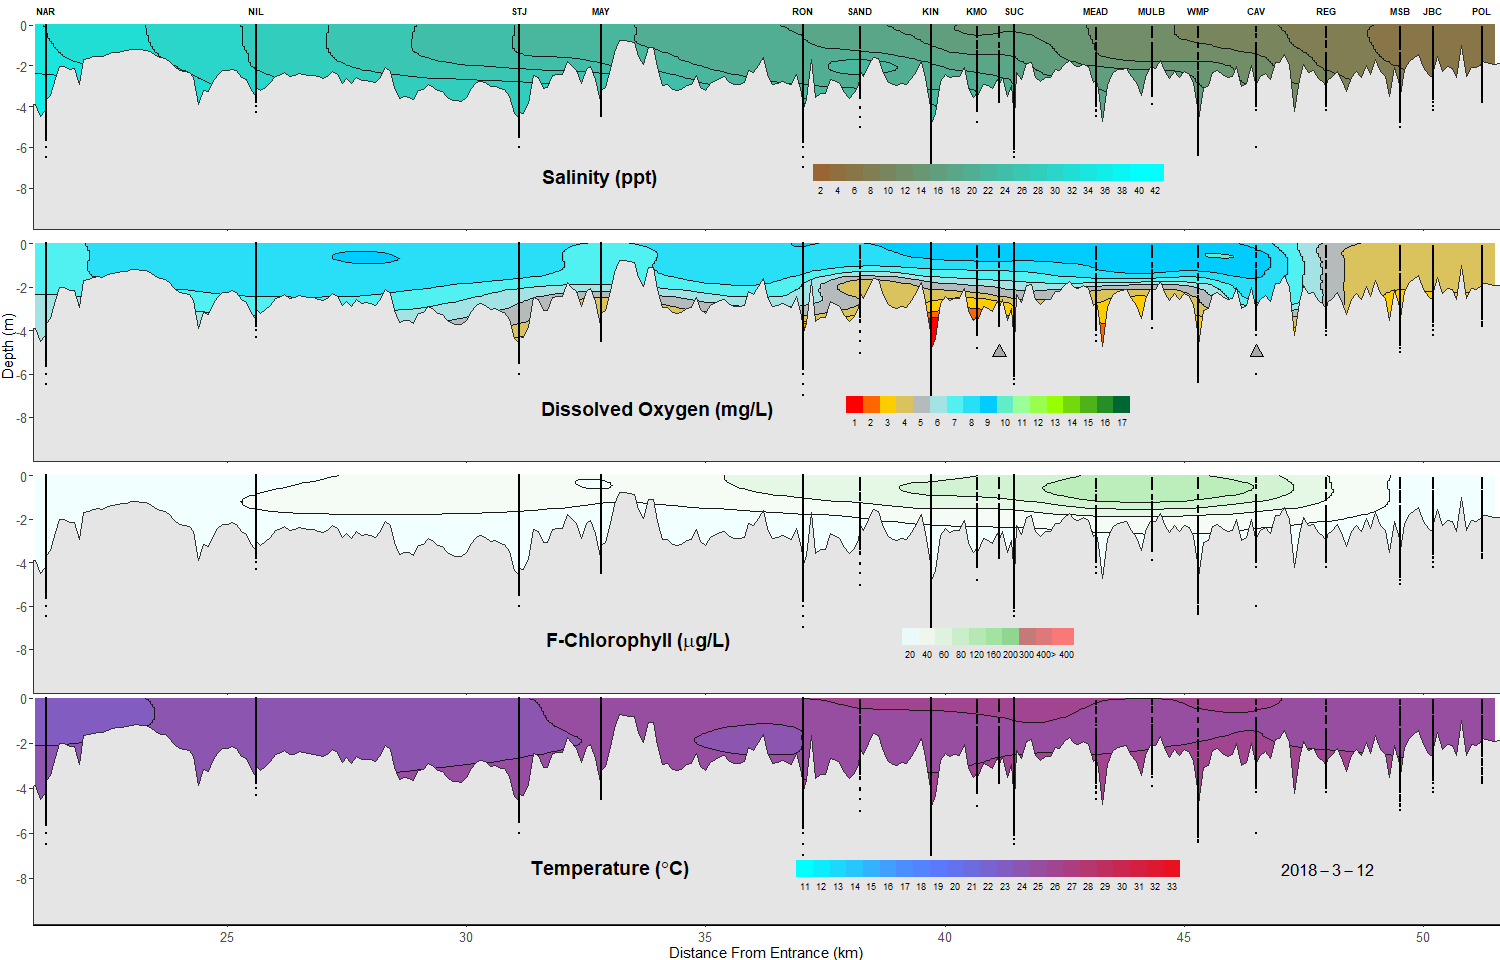 NAR NIL STJ MAY RON SAND KIN KMO SUC MEAD MULB WMP CAV REG MSB JBC POL
0
-2
-4
-6
-8
Salinity (ppt)
2 4 6 8 10 12 14 16 18 20 22 24 26 28 30 32 34 36 38 40 42
0
-2
-4
-6
-8
Depth (m)
Dissolved Oxygen (mg/L)
1 2 3 4 5 6 7 8 9 10 11 12 13 14 15 16 17
0
-2
-4
-6
-8
F-Chlorophyll (μg/L)
20 40 60 80 120 160 200 300 400 > 400
0
-2
-4
-6
-8
Temperature (°C)
11 12 13 14 15 16 17 18 19 20 21 22 23 24 25 26 27 28 29 30 31 32 33
2018 – 3 – 12
25 30 35 40 45 50
Distance From Entrance (km)